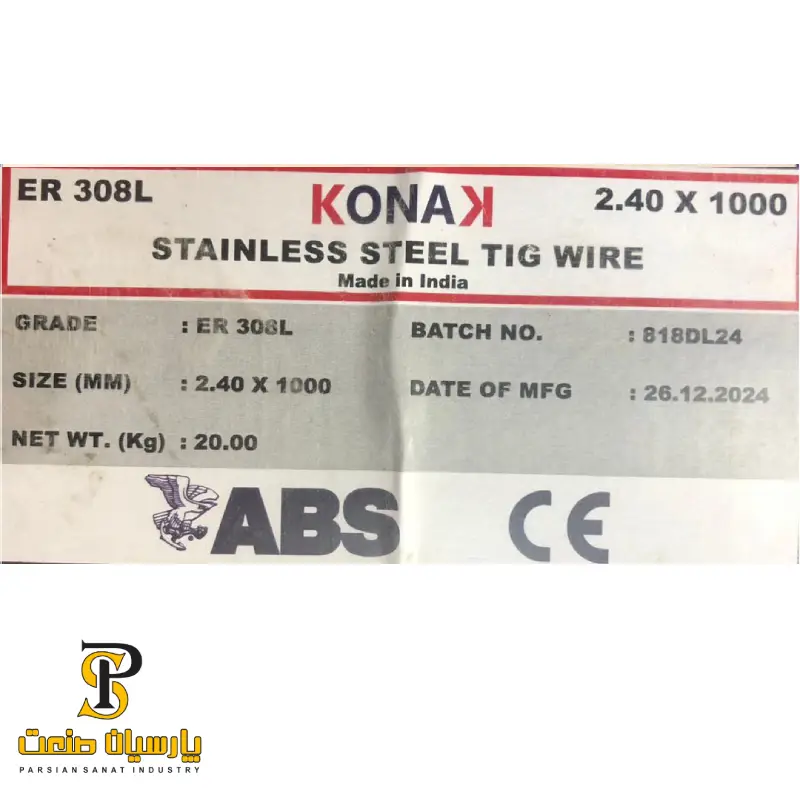 ER 308L
KONAK
2.40 X 1000
STAINLESS STEEL TIG WIRE
Made in India
GRADE : ER 308L
BATCH NO. : 818DL24
SIZE (MM) : 2.40 X 1000
DATE OF MFG : 26.12.2024
NET WT. (Kg) : 20.00
ABS
CE
PS
پارسیان صنعت
PARSIAN SANAT INDUSTRY